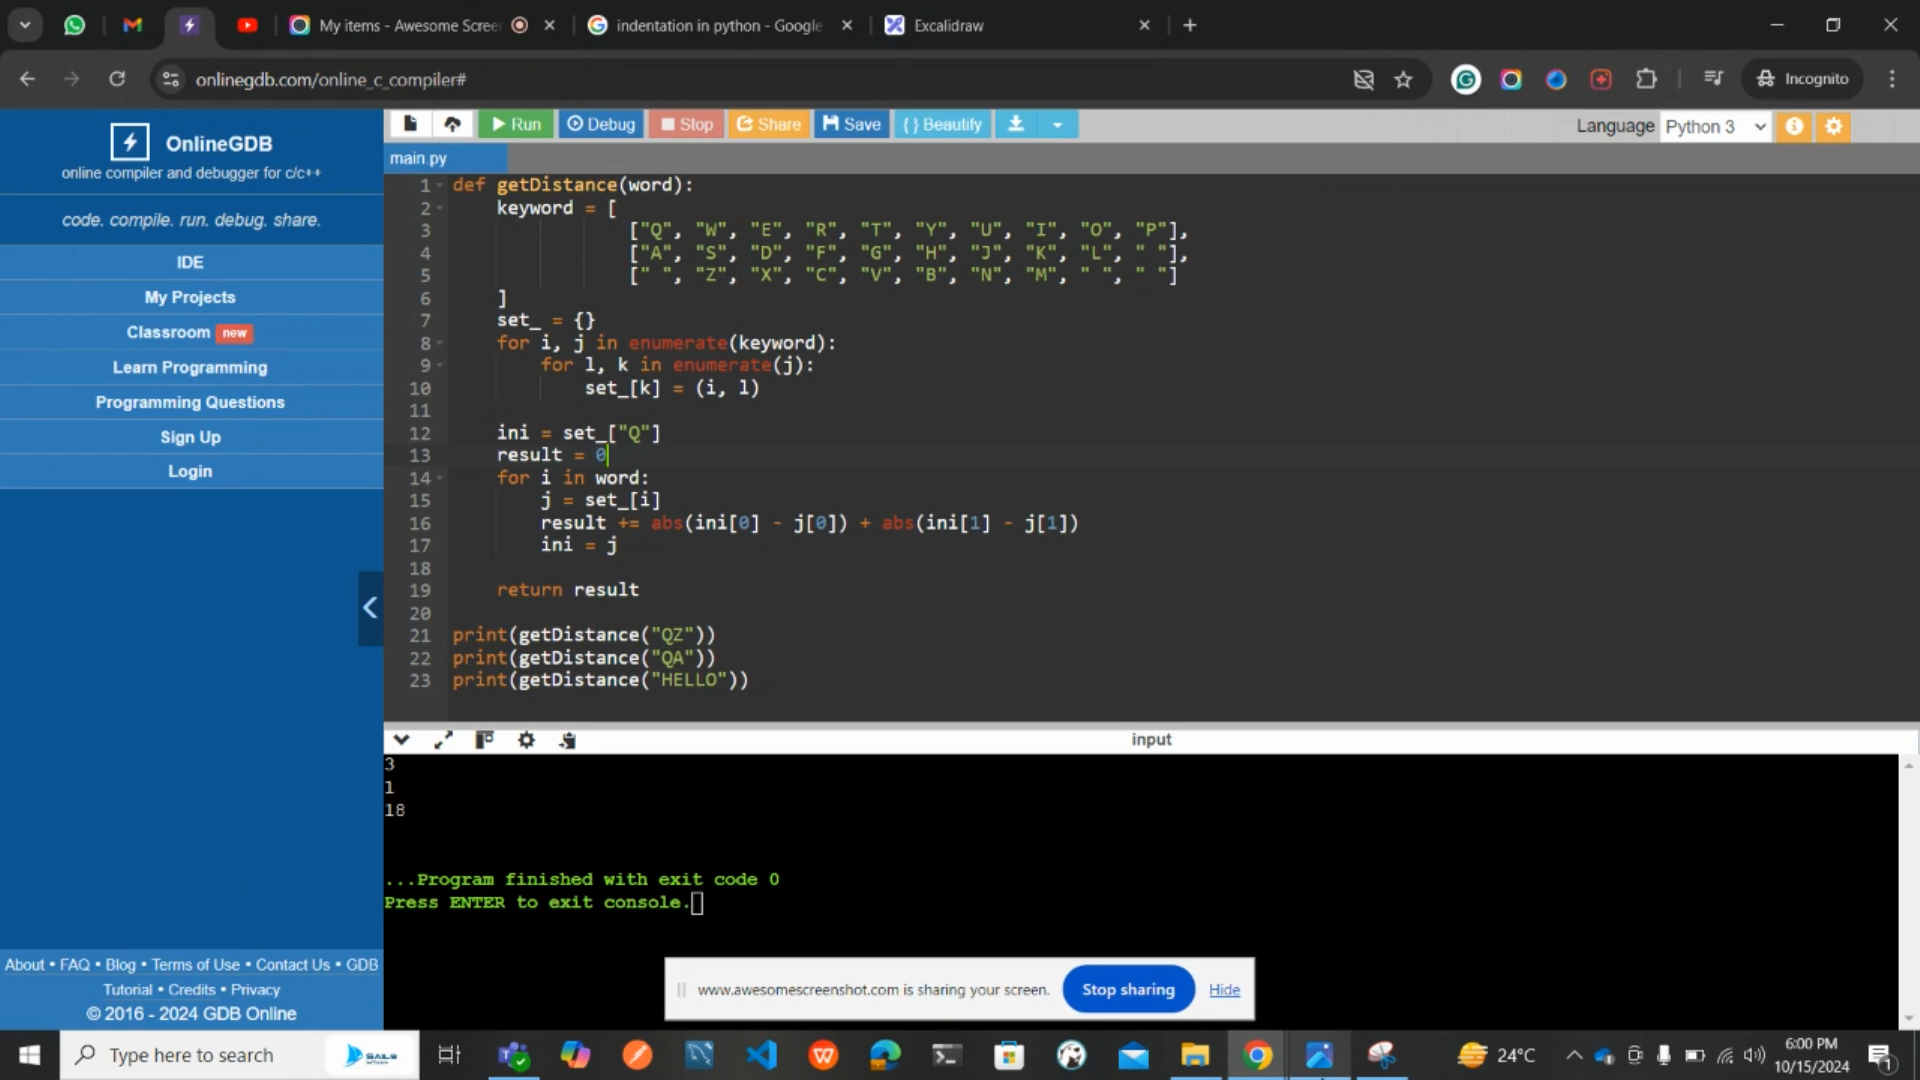 My items - Awesome Scree
indentation in python - Google
Excalidraw
onlinegdb.com/online_c_compiler#
Incognito
OnlineGDB
online compiler and debugger for c/c++
code. compile. run. debug. share.
IDE
My Projects
Classroom new
Learn Programming
Programming Questions
Sign Up
Login
About • FAQ • Blog • Terms of Use • Contact Us • GDB
Tutorial • Credits • Privacy
© 2016 - 2024 GDB Online
Run Debug Stop Share Save { } Beautify
Language Python 3
main.py
1 def getDistance(word):
2 keyword = [
3 ["Q", "W", "E", "R", "T", "Y", "U", "I", "O", "P"],
4 ["A", "S", "D", "F", "G", "H", "J", "K", "L", " "],
5 [" ", "Z", "X", "C", "V", "B", "N", "M", " ", " "]
6 ]
7 set_ = {}
8 for i, j in enumerate(keyword):
9 for l, k in enumerate(j):
10 set_[k] = (i, l)
11
12 ini = set_["Q"]
13 result = 0
14 for i in word:
15 j = set_[i]
16 result += abs(ini[0] - j[0]) + abs(ini[1] - j[1])
17 ini = j
18
19 return result
20
21 print(getDistance("QZ"))
22 print(getDistance("QA"))
23 print(getDistance("HELLO"))
input
3
1
18
...Program finished with exit code 0
Press ENTER to exit console.
www.awesomescreenshot.com is sharing your screen.
Stop sharing
Hide
Type here to search
24°C
6:00 PM
10/15/2024
1